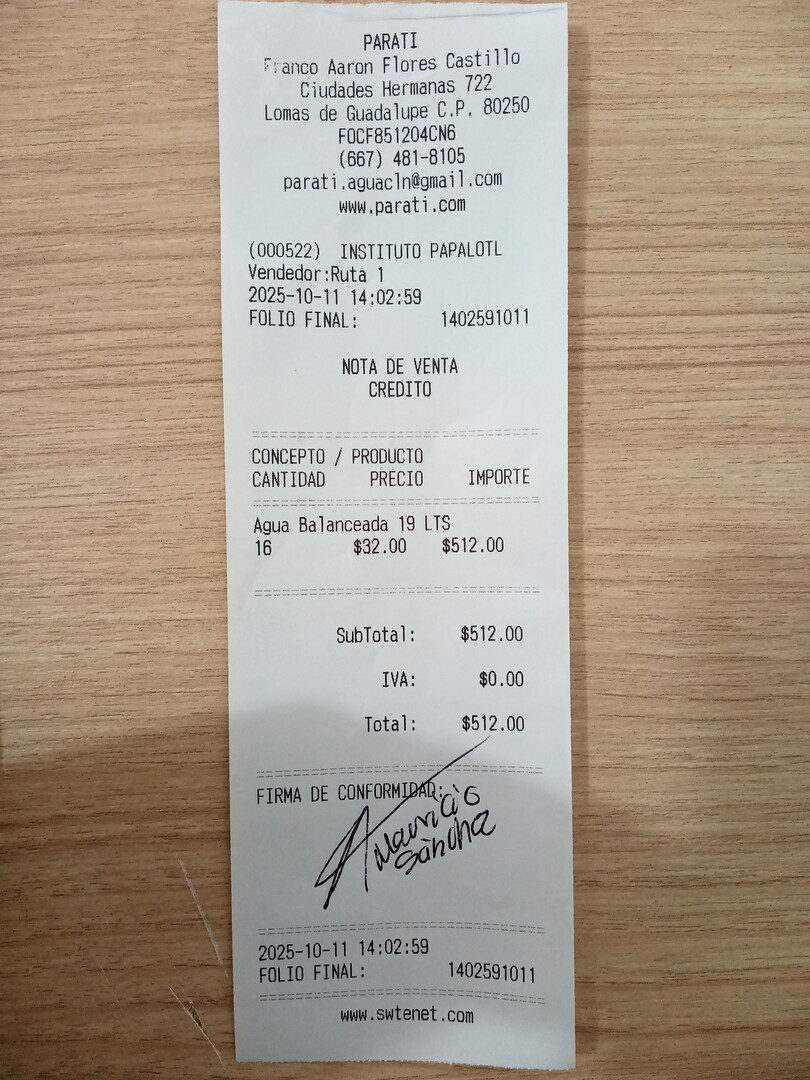 PARATI
Franco Aaron Flores Castillo
Ciudades Hermanas 722
Lomas de Guadalupe C.P. 80250
FOCF851204CN6
(667) 481-8105
parati.aguacln@gmail.com
www.parati.com
(000522) INSTITUTO PAPALOTL
Vendedor:Ruta 1
2025-10-11 14:02:59
FOLIO FINAL: 1402591011
NOTA DE VENTA
CREDITO
CONCEPTO / PRODUCTO
CANTIDAD PRECIO IMPORTE
Agua Balanceada 19 LTS
16 $32.00 $512.00
SubTotal: $512.00
IVA: $0.00
Total: $512.00
FIRMA DE CONFORMIDAD:
Mauricio
Sánchz
2025-10-11 14:02:59
FOLIO FINAL: 1402591011
www.swtenet.com